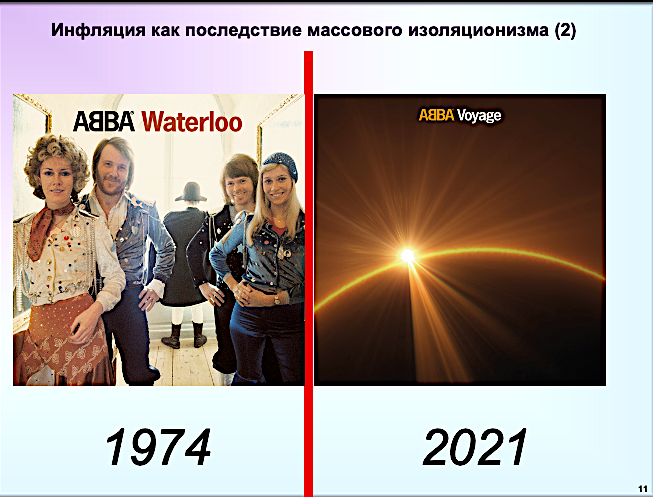 Инфляция как последствие массового изоляционизма (2)
ABBA Waterloo
ABBA Voyage
1974
2021
11